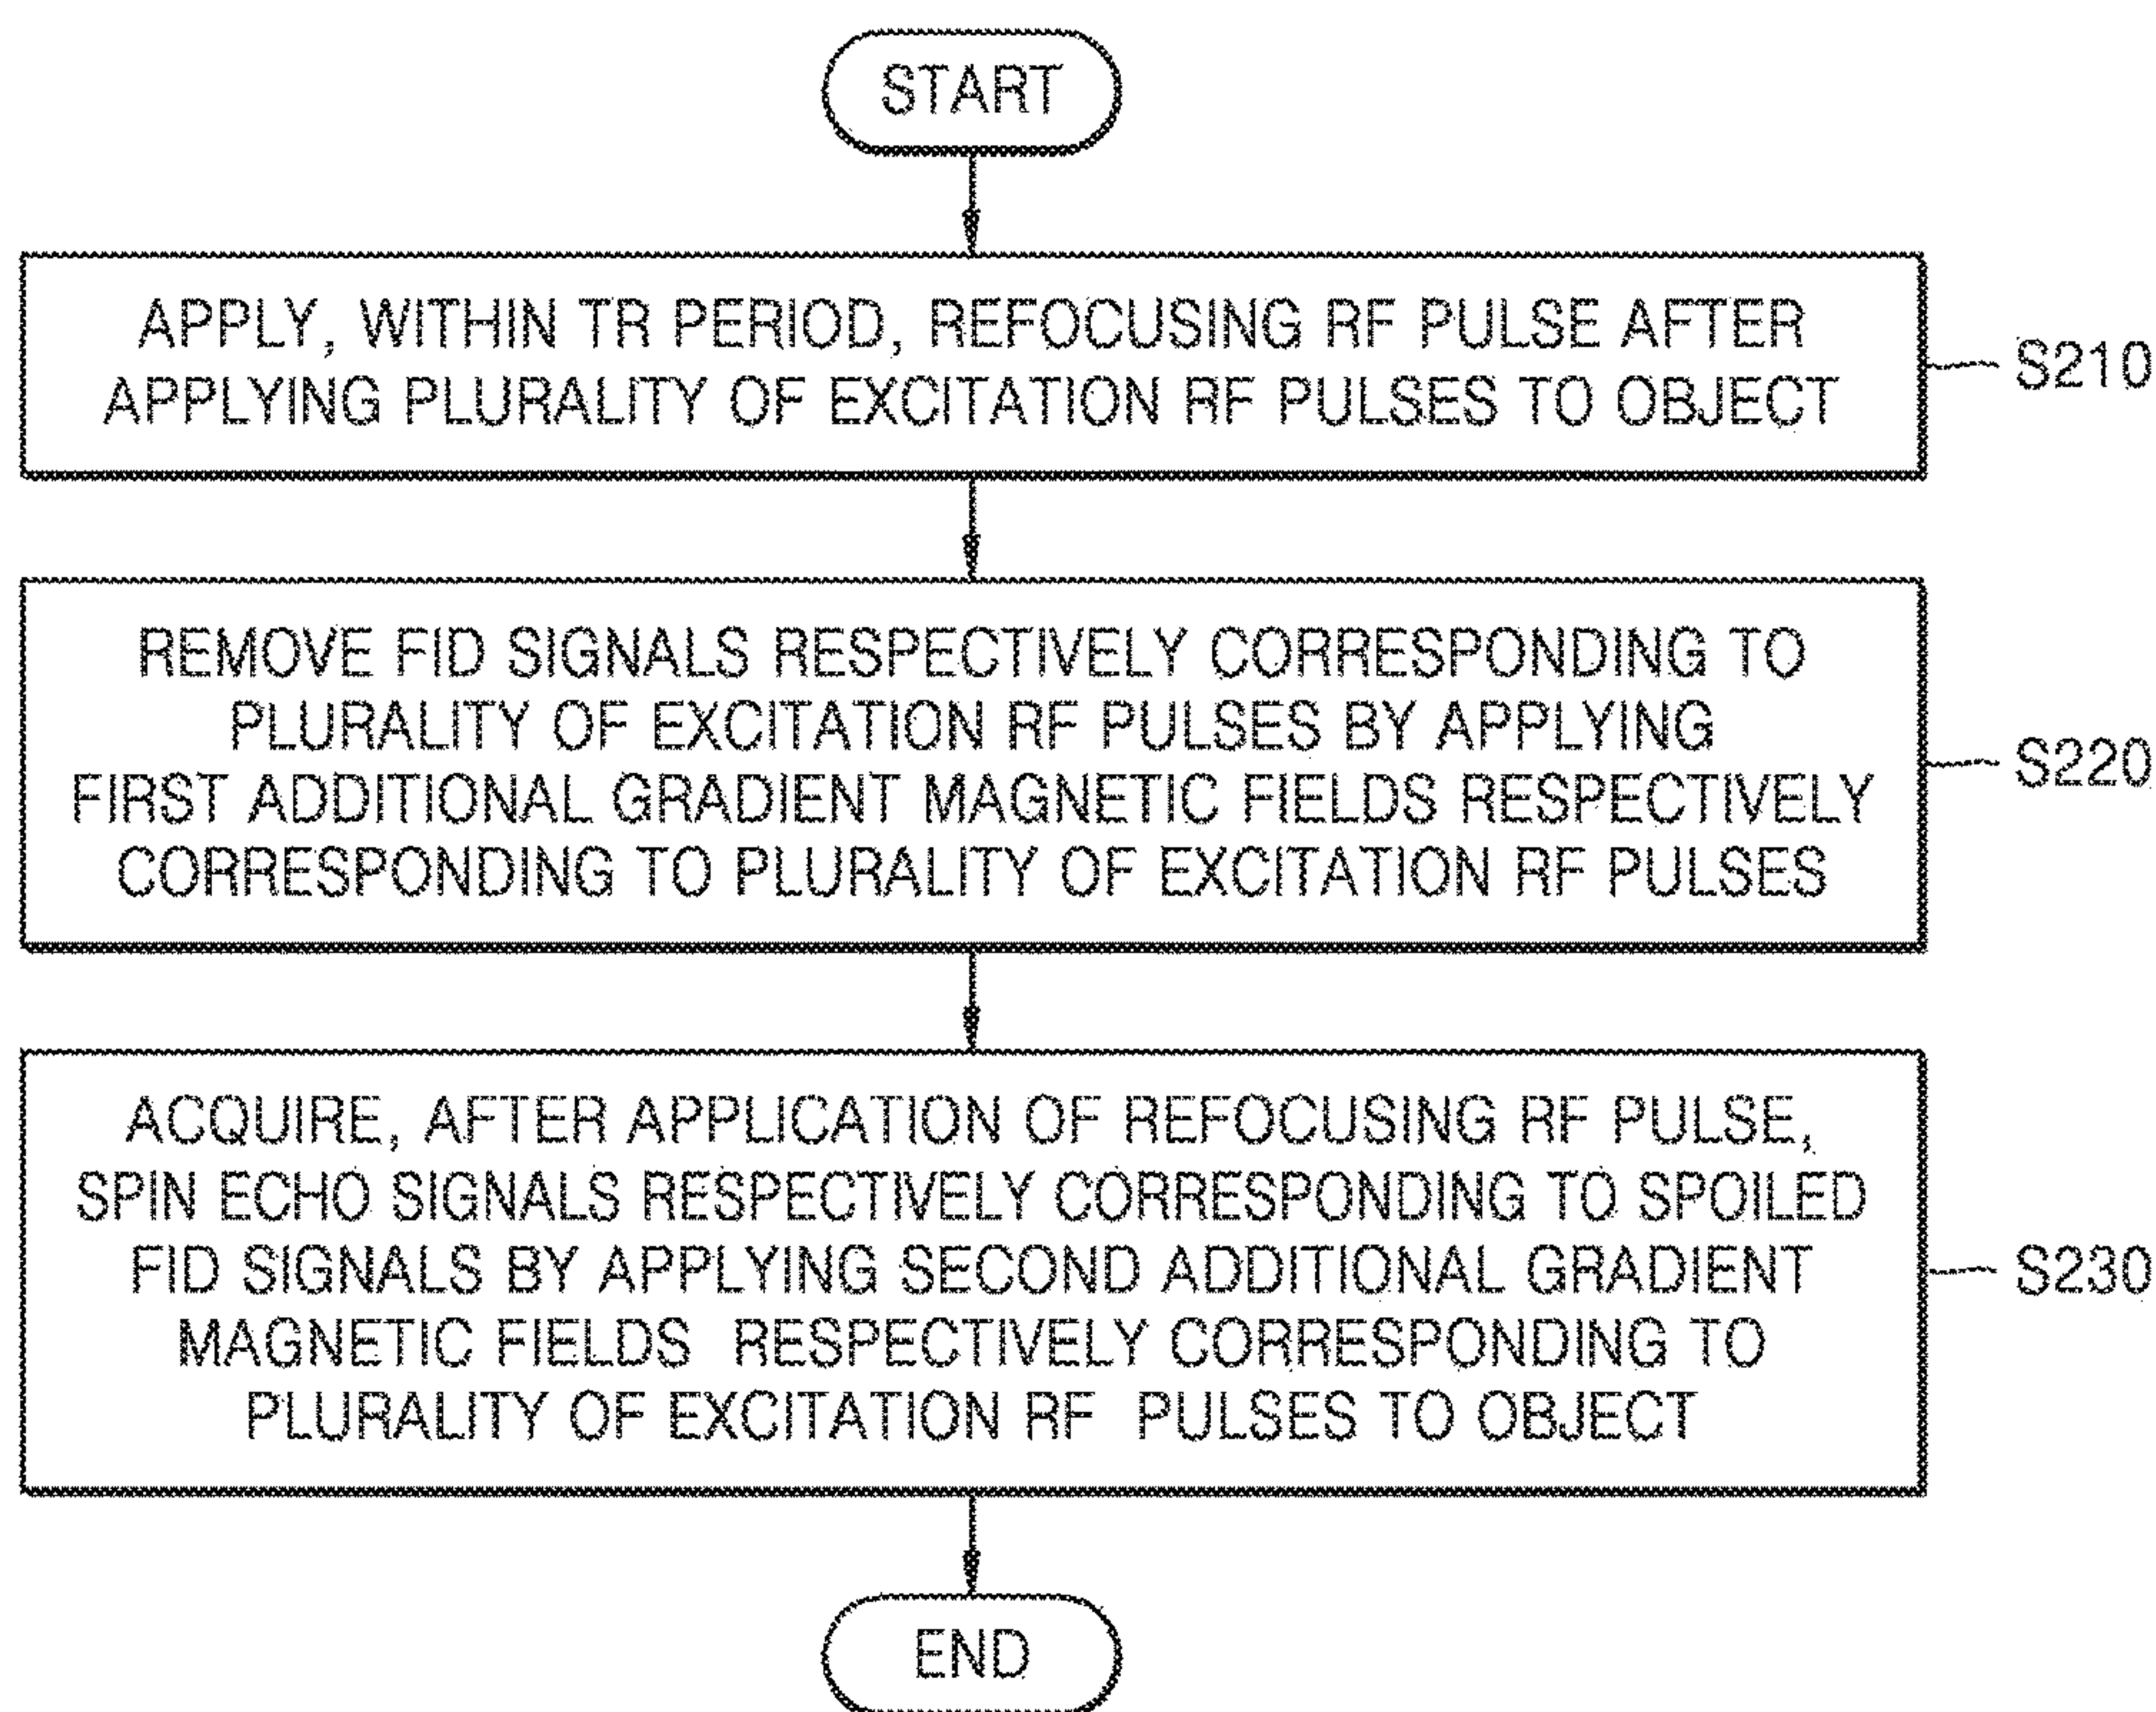 START
APPLY, WITHIN TR PERIOD, REFOCUSING RF PULSE AFTER
APPLYING PLURALITY OF EXCITATION RF PULSES TO OBJECT
S210
REMOVE FID SIGNALS RESPECTIVELY CORRESPONDING TO
PLURALITY OF EXCITATION RF PULSES BY APPLYING
FIRST ADDITIONAL GRADIENT MAGNETIC FIELDS RESPECTIVELY
CORRESPONDING TO PLURALITY OF EXCITATION RF PULSES
S220
ACQUIRE, AFTER APPLICATION OF REFOCUSING RF PULSE,
SPIN ECHO SIGNALS RESPECTIVELY CORRESPONDING TO SPOILED
FID SIGNALS BY APPLYING SECOND ADDITIONAL GRADIENT
MAGNETIC FIELDS RESPECTIVELY CORRESPONDING TO
PLURALITY OF EXCITATION RF PULSES TO OBJECT
S230
END